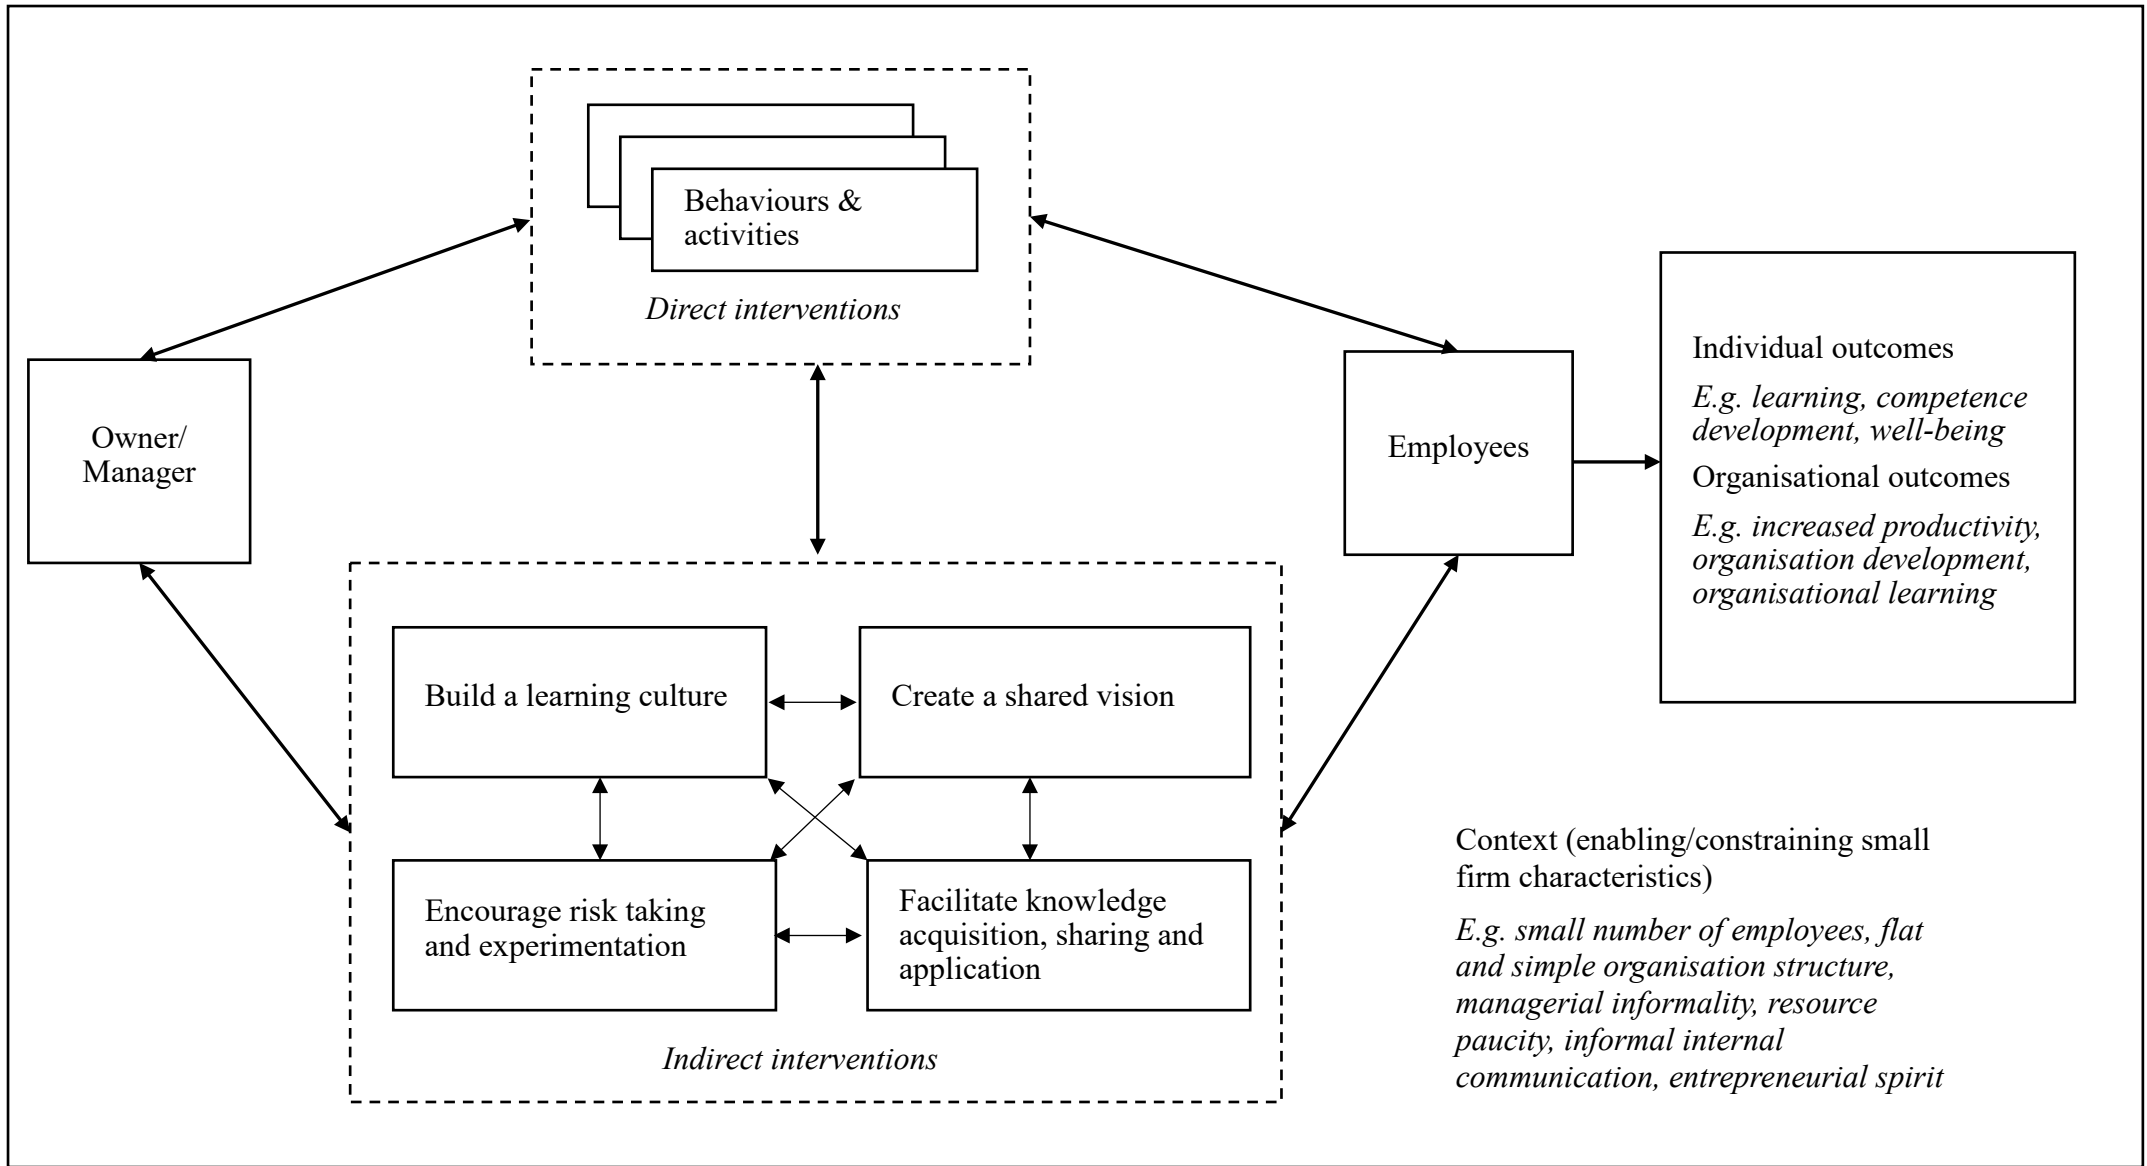 Behaviours &
activities
Direct interventions
Owner/
Manager
Employees
Individual outcomes
E.g. learning, competence
development, well-being
Organisational outcomes
E.g. increased productivity,
organisation development,
organisational learning
Build a learning culture
Create a shared vision
Encourage risk taking
and experimentation
Facilitate knowledge
acquisition, sharing and
application
Indirect interventions
Context (enabling/constraining small
firm characteristics)
E.g. small number of employees, flat
and simple organisation structure,
managerial informality, resource
paucity, informal internal
communication, entrepreneurial spirit